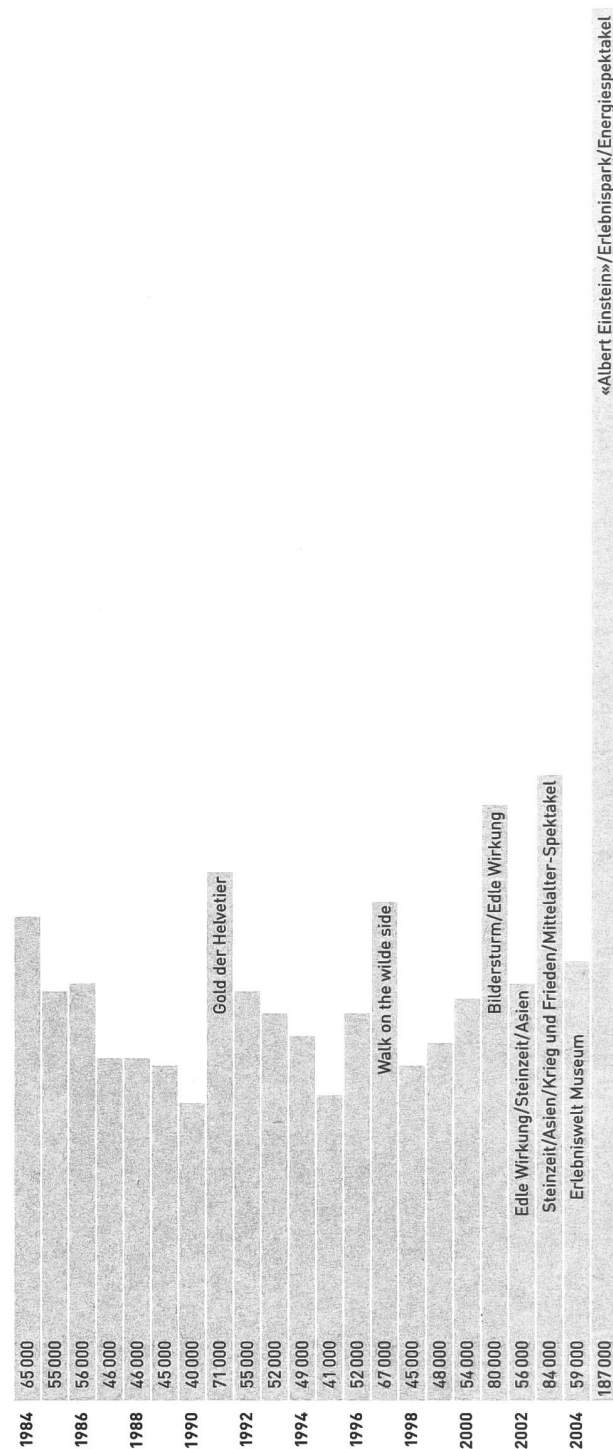 1984 65 000
55 000
1986 56 000
46 000
1988 46 000
45 000
1990 40 000
71 000 Gold der Helvetier
1992 55 000
52 000
1994 49 000
41 000
1996 52 000
67 000 Walk on the wilde side
1998 45 000
48 000
2000 54 000
80 000 Bildersturm/Edle Wirkung
2002 56 000 Edle Wirkung/Steinzeit/Asien
84 000 Steinzeit/Asien/Krieg und Frieden/Mittelalter-Spektakel
2004 59 000 Erlebniswelt Museum
187 000 «Albert Einstein»/Erlebnispark/Energiespektakel